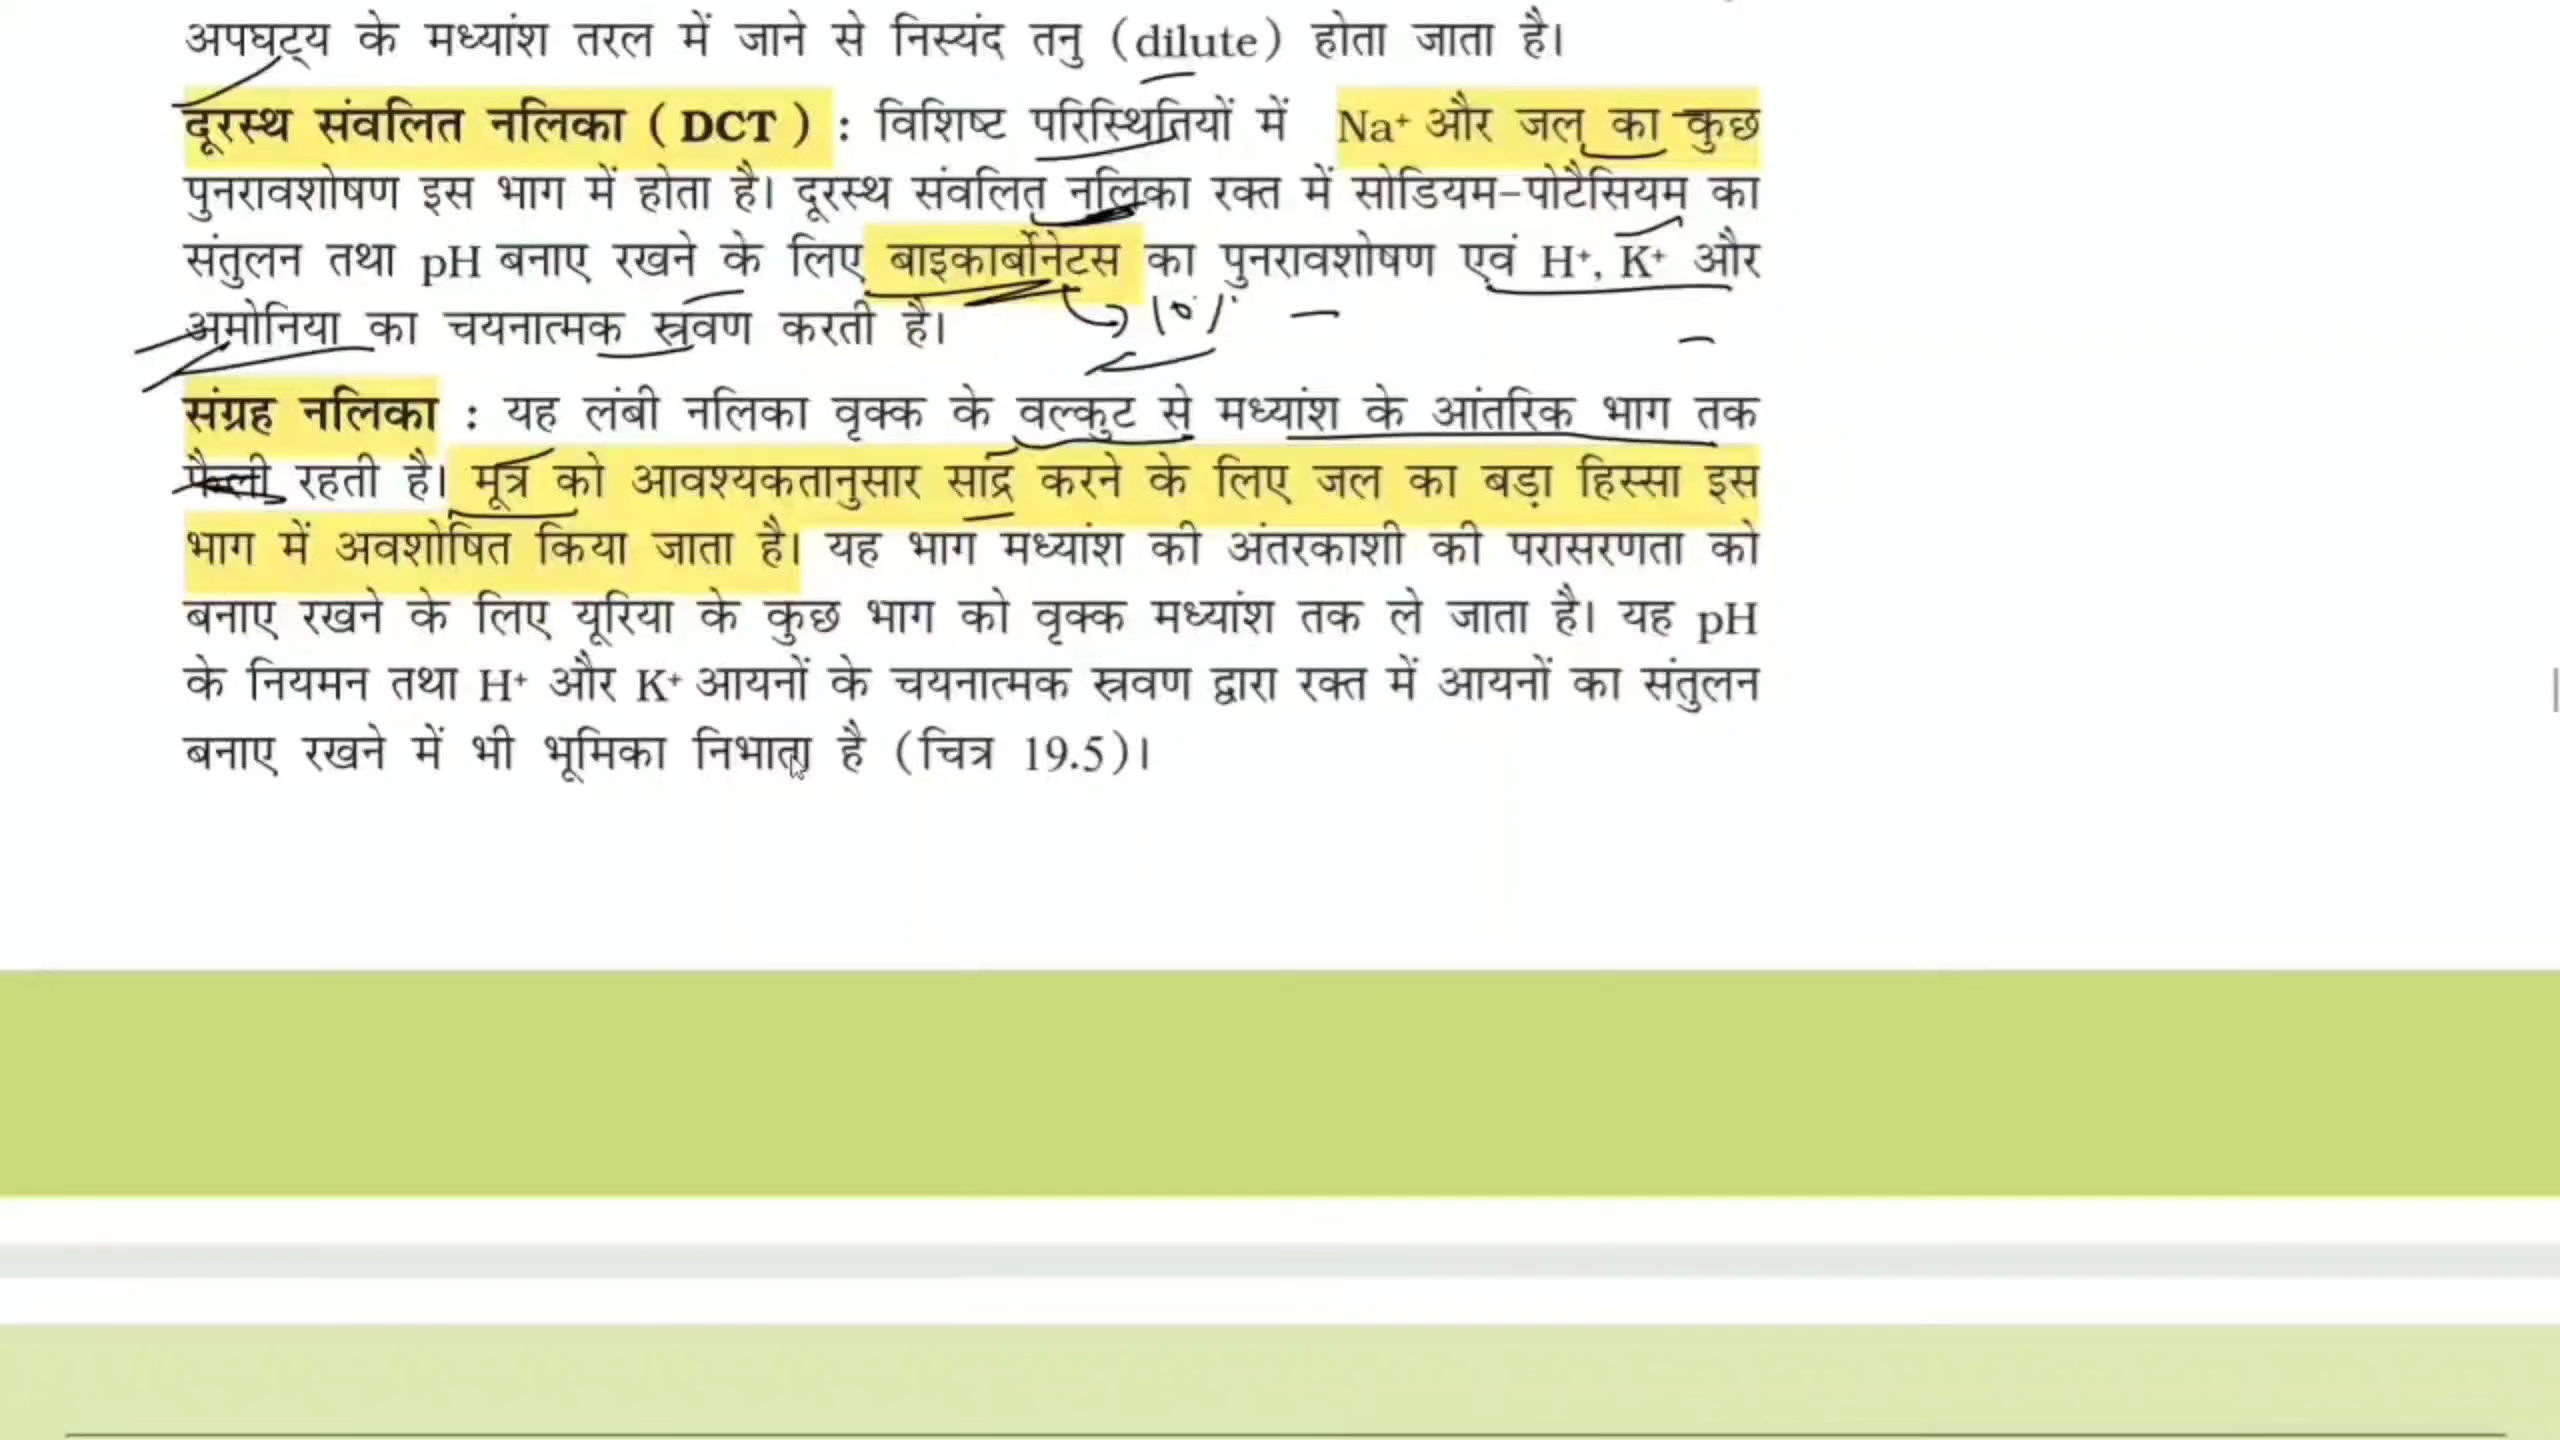 अपघट्य के मध्यांश तरल में जाने से निस्यंद तनु (dilute) होता जाता है।
दूरस्थ संवलित नलिका ( DCT ) : विशिष्ट परिस्थितियों में Na⁺ और जल का कुछ
पुनरावशोषण इस भाग में होता है। दूरस्थ संवलित नलिका रक्त में सोडियम-पोटैसियम का
संतुलन तथा pH बनाए रखने के लिए बाइकार्बोनेटस का पुनरावशोषण एवं H⁺, K⁺ और
अमोनिया का चयनात्मक स्रवण करती है।
10%
संग्रह नलिका : यह लंबी नलिका वृक्क के वल्कुट से मध्यांश के आंतरिक भाग तक
फैली रहती है। मूत्र को आवश्यकतानुसार सांद्र करने के लिए जल का बड़ा हिस्सा इस
भाग में अवशोषित किया जाता है। यह भाग मध्यांश की अंतरकाशी की परासरणता को
बनाए रखने के लिए यूरिया के कुछ भाग को वृक्क मध्यांश तक ले जाता है। यह pH
के नियमन तथा H⁺ और K⁺ आयनों के चयनात्मक स्रवण द्वारा रक्त में आयनों का संतुलन
बनाए रखने में भी भूमिका निभाता है (चित्र 19.5)।